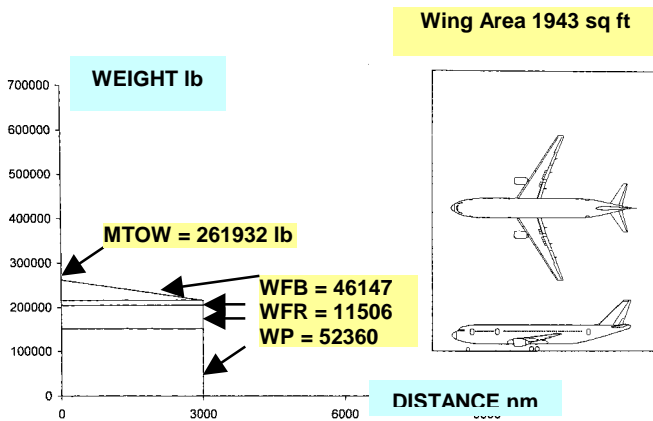 Wing Area 1943 sq ft
WEIGHT lb
700000
600000
500000
400000
300000
200000
100000
0
MTOW = 261932 lb
WFB = 46147
WFR = 11506
WP = 52360
0 3000 6000
DISTANCE nm